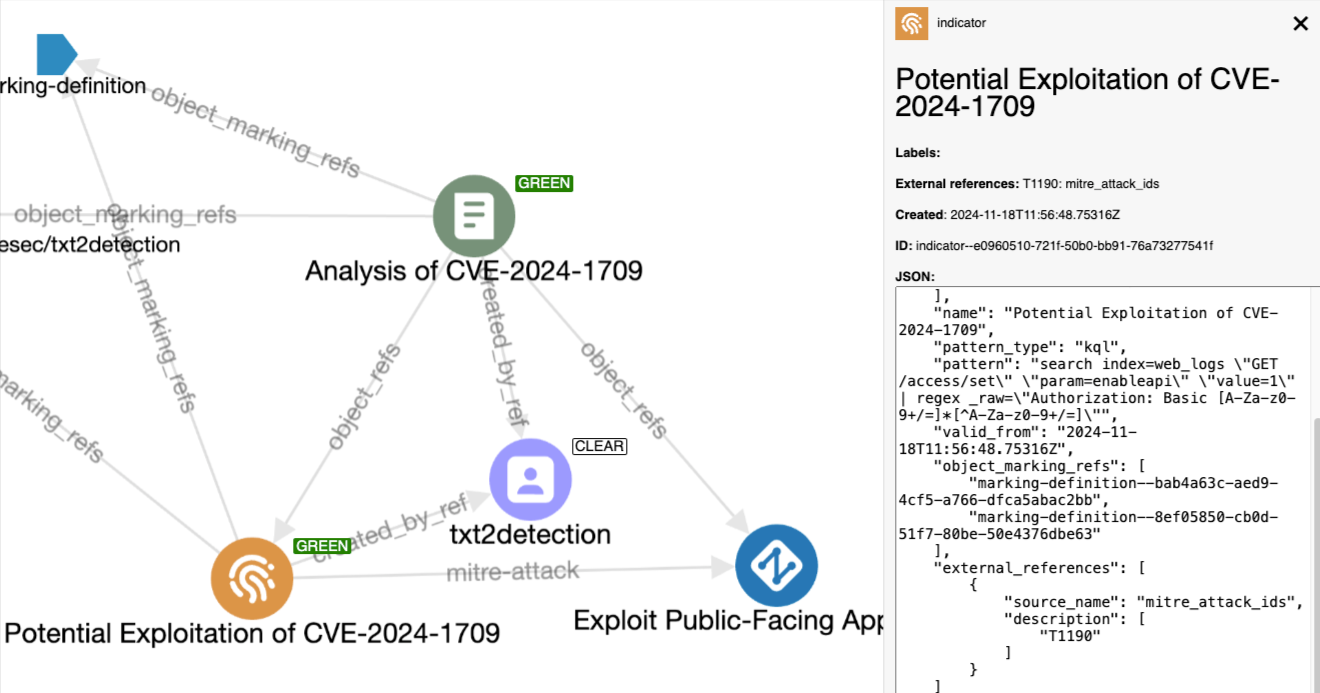 rking-definition
object_marking_refs
GREEN
object_marking_refs
object_marking_refs
esec/txt2detection
Analysis of CVE-2024-1709
created_by_ref
object_refs
object_refs
marking_refs
CLEAR
txt2detection
GREEN
created_by_ref
mitre-attack
Potential Exploitation of CVE-2024-1709
Exploit Public-Facing App
indicator
Potential Exploitation of CVE-
2024-1709
Labels:
External references: T1190: mitre_attack_ids
Created: 2024-11-18T11:56:48.75316Z
ID: indicator--e0960510-721f-50b0-bb91-76a73277541f
JSON:
],
"name": "Potential Exploitation of CVE-
2024-1709",
"pattern_type": "kql",
"pattern": "search index=web_logs \"GET
/access/set\" \"param=enableapi\" \"value=1\"
| regex _raw=\"Authorization: Basic [A-Za-z0-
9+/=]*[^A-Za-z0-9+/=]\"",
"valid_from": "2024-11-
18T11:56:48.75316Z",
"object_marking_refs": [
"marking-definition--bab4a63c-aed9-
4cf5-a766-dfca5abac2bb",
"marking-definition--8ef05850-cb0d-
51f7-80be-50e4376dbe63"
],
"external_references": [
{
"source_name": "mitre_attack_ids",
"description": [
"T1190"
]
}
]